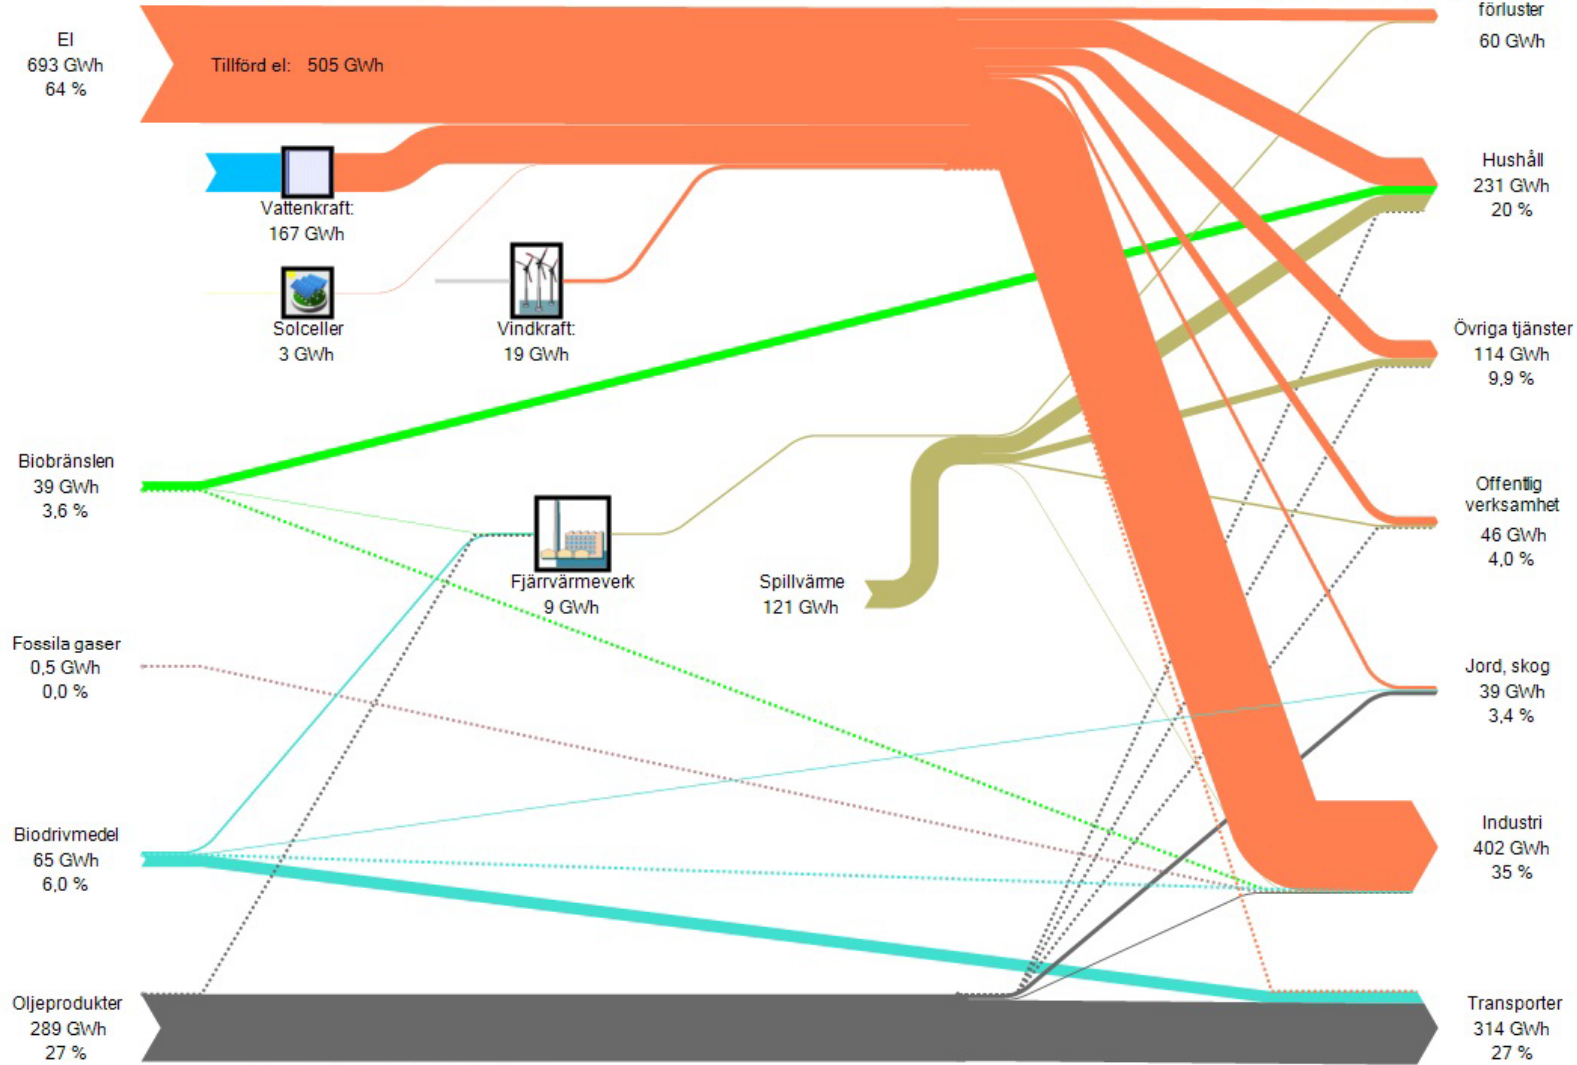 El
693 GWh
64 %
Tillförd el: 505 GWh
Vattenkraft:
167 GWh
Solceller
3 GWh
Vindkraft:
19 GWh
Biobränslen
39 GWh
3,6 %
Fjärrvärmeverk
9 GWh
Spillvärme
121 GWh
Fossila gaser
0,5 GWh
0,0 %
Biodrivmedel
65 GWh
6,0 %
Oljeprodukter
289 GWh
27 %
förluster
60 GWh
Hushåll
231 GWh
20 %
Övriga tjänster
114 GWh
9,9 %
Offentlig
verksamhet
46 GWh
4,0 %
Jord, skog
39 GWh
3,4 %
Industri
402 GWh
35 %
Transporter
314 GWh
27 %